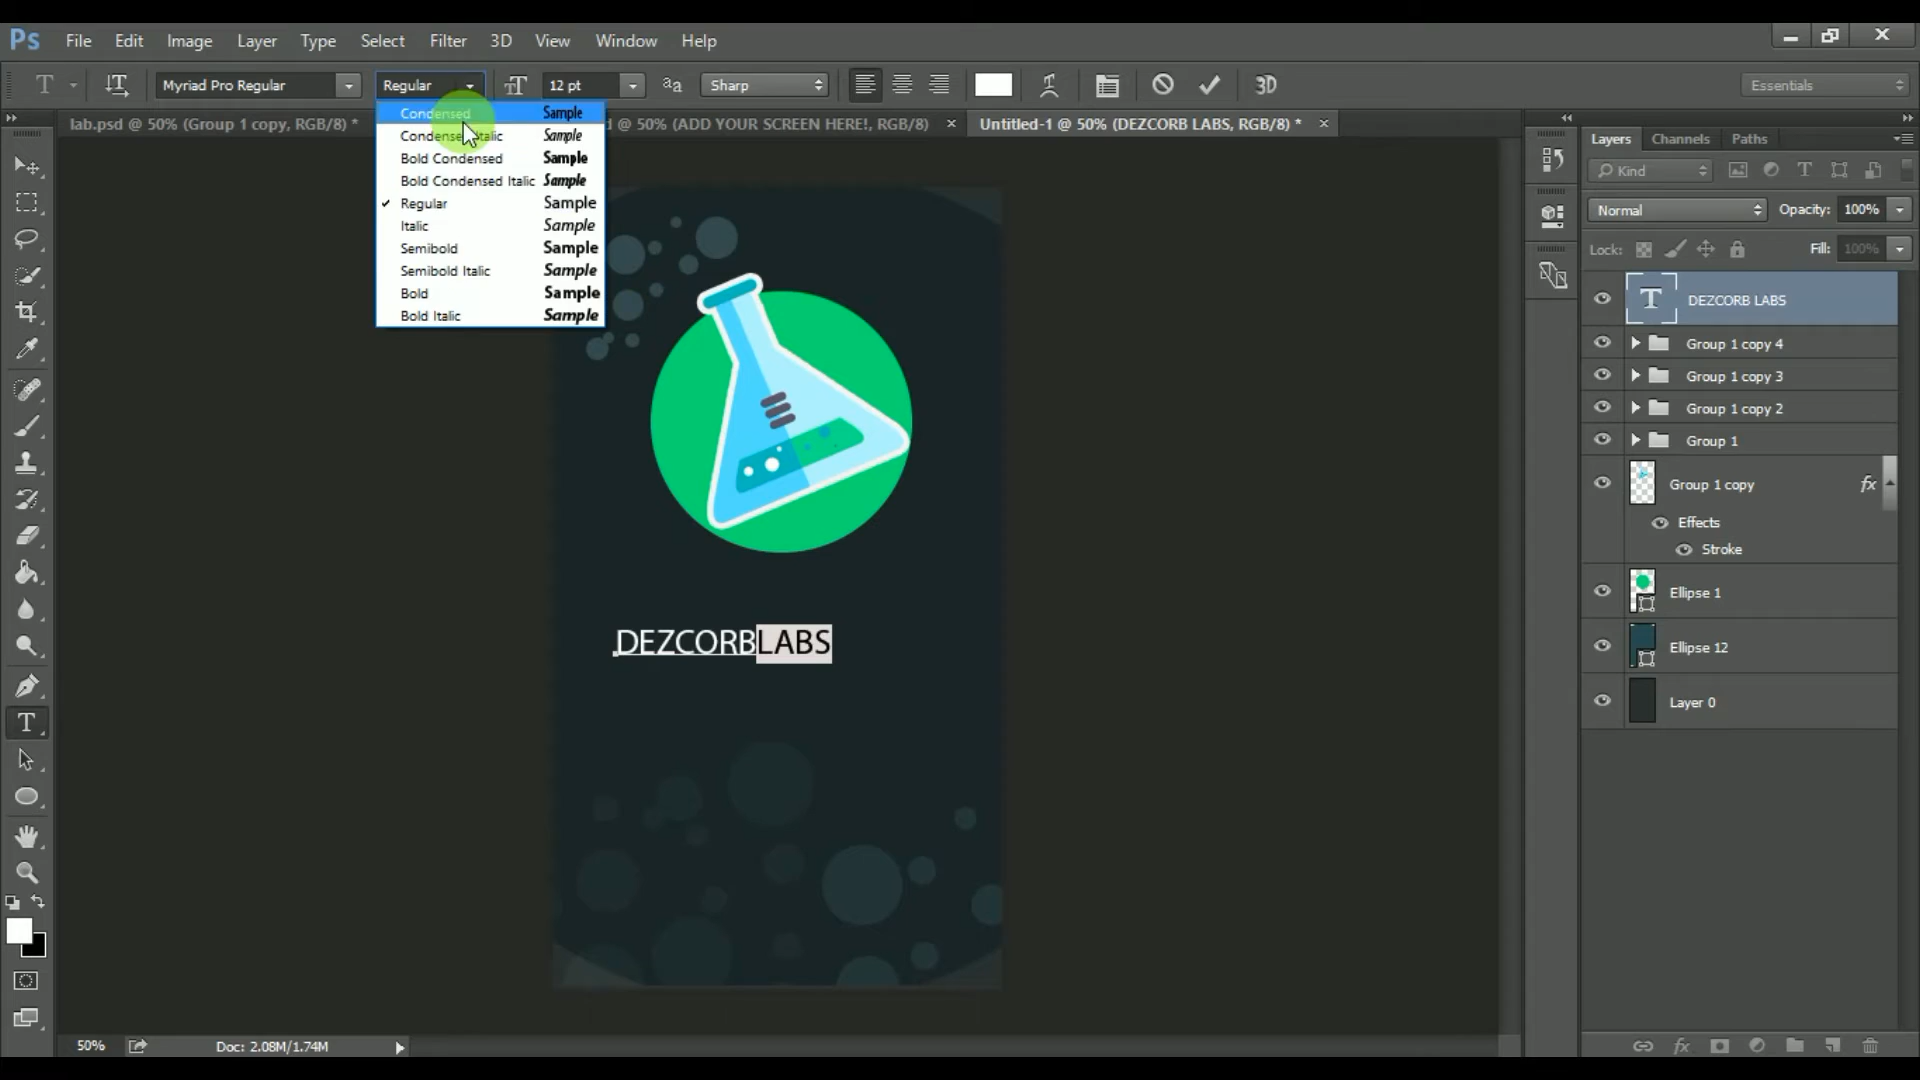 Ps File Edit Image Layer Type Select Filter 3D View Window Help
T Myriad Pro Regular Regular 12 pt aa Sharp 3D Essentials
lab.psd @ 50% (Group 1 copy, RGB/8) * d @ 50% (ADD YOUR SCREEN HERE!, RGB/8) Untitled-1 @ 50% (DEZCORB LABS, RGB/8) *
Condensed Sample
Condensed Italic Sample
Bold Condensed Sample
Bold Condensed Italic Sample
Regular Sample
Italic Sample
Semibold Sample
Semibold Italic Sample
Bold Sample
Bold Italic Sample
DEZCORBLABS
Layers Channels Paths
Kind
Normal Opacity: 100%
Lock: Fill: 100%
T DEZCORB LABS
Group 1 copy 4
Group 1 copy 3
Group 1 copy 2
Group 1
Group 1 copy fx
Effects
Stroke
Ellipse 1
Ellipse 12
Layer 0
50% Doc: 2.08M/1.74M fx